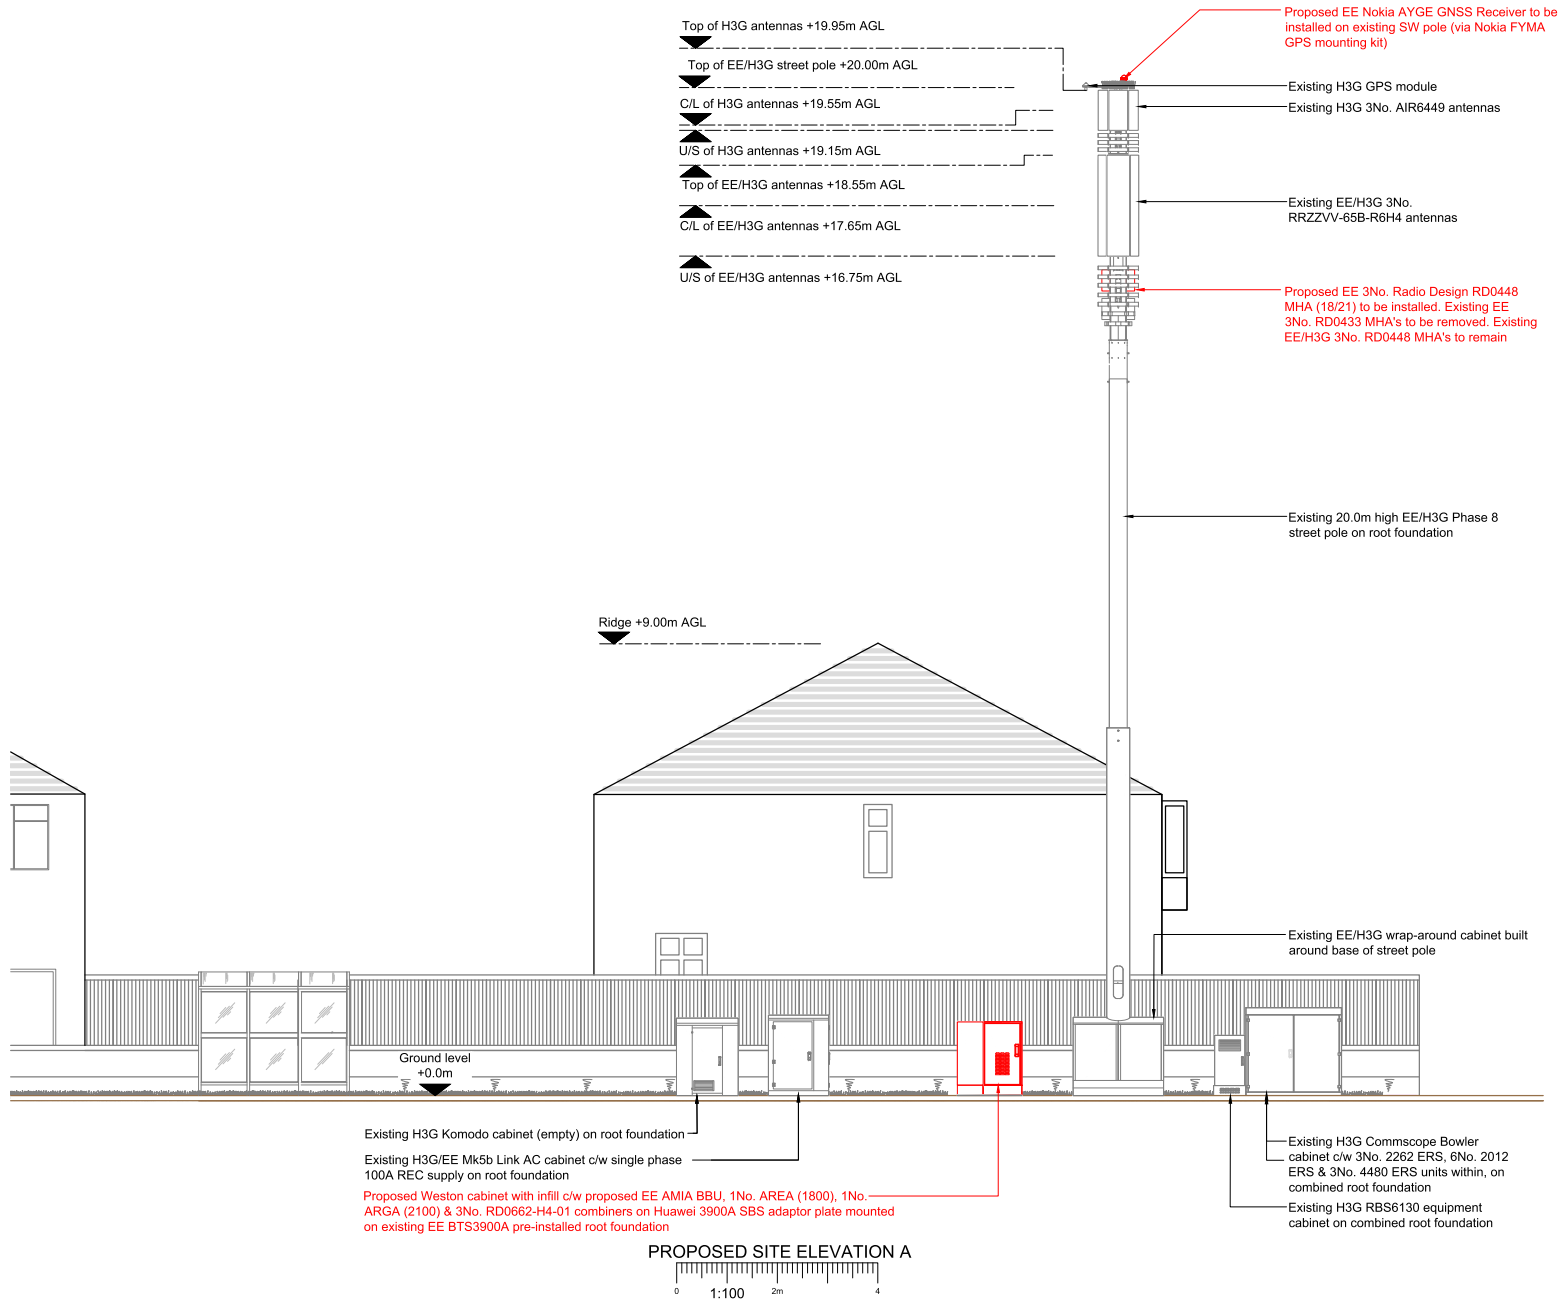 Top of H3G antennas +19.95m AGL
Top of EE/H3G street pole +20.00m AGL
C/L of H3G antennas +19.55m AGL
U/S of H3G antennas +19.15m AGL
Top of EE/H3G antennas +18.55m AGL
C/L of EE/H3G antennas +17.65m AGL
U/S of EE/H3G antennas +16.75m AGL
Proposed EE Nokia AYGE GNSS Receiver to be
installed on existing SW pole (via Nokia FYMA
GPS mounting kit)
Existing H3G GPS module
Existing H3G 3No. AIR6449 antennas
Existing EE/H3G 3No.
RRZZVV-65B-R6H4 antennas
Proposed EE 3No. Radio Design RD0448
MHA (18/21) to be installed. Existing EE
3No. RD0433 MHA's to be removed. Existing
EE/H3G 3No. RD0448 MHA's to remain
Existing 20.0m high EE/H3G Phase 8
street pole on root foundation
Ridge +9.00m AGL
Existing EE/H3G wrap-around cabinet built
around base of street pole
Ground level
+0.0m
Existing H3G Komodo cabinet (empty) on root foundation
Existing H3G/EE Mk5b Link AC cabinet c/w single phase
100A REC supply on root foundation
Proposed Weston cabinet with infill c/w proposed EE AMIA BBU, 1No. AREA (1800), 1No.
ARGA (2100) & 3No. RD0662-H4-01 combiners on Huawei 3900A SBS adaptor plate mounted
on existing EE BTS3900A pre-installed root foundation
Existing H3G Commscope Bowler
cabinet c/w 3No. 2262 ERS, 6No. 2012
ERS & 3No. 4480 ERS units within, on
combined root foundation
Existing H3G RBS6130 equipment
cabinet on combined root foundation
PROPOSED SITE ELEVATION A
0 2m 4
1:100